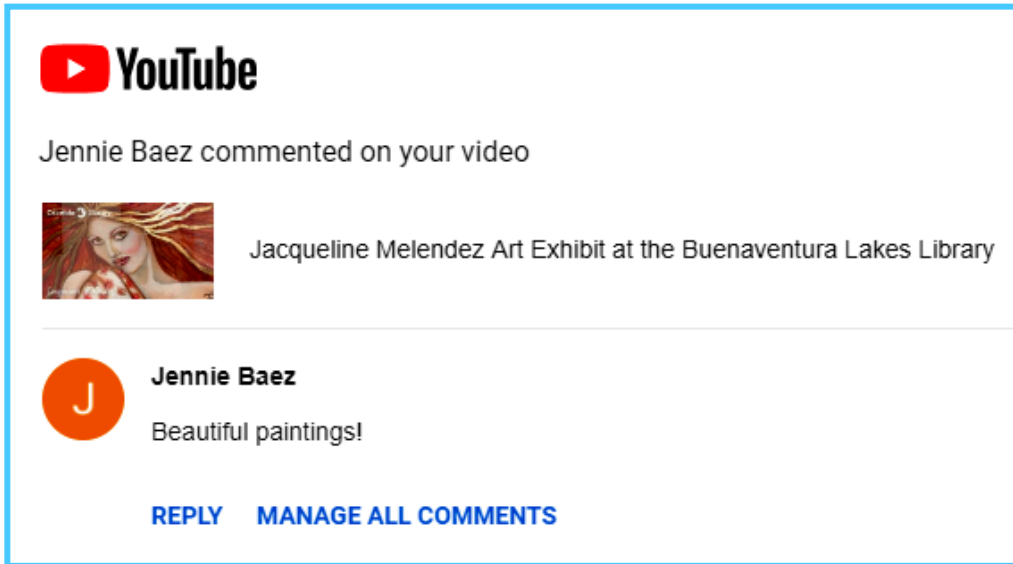 YouTube
Jennie Baez commented on your video
Jacqueline Melendez Art Exhibit at the Buenaventura Lakes Library
J
Jennie Baez
Beautiful paintings!
REPLY MANAGE ALL COMMENTS